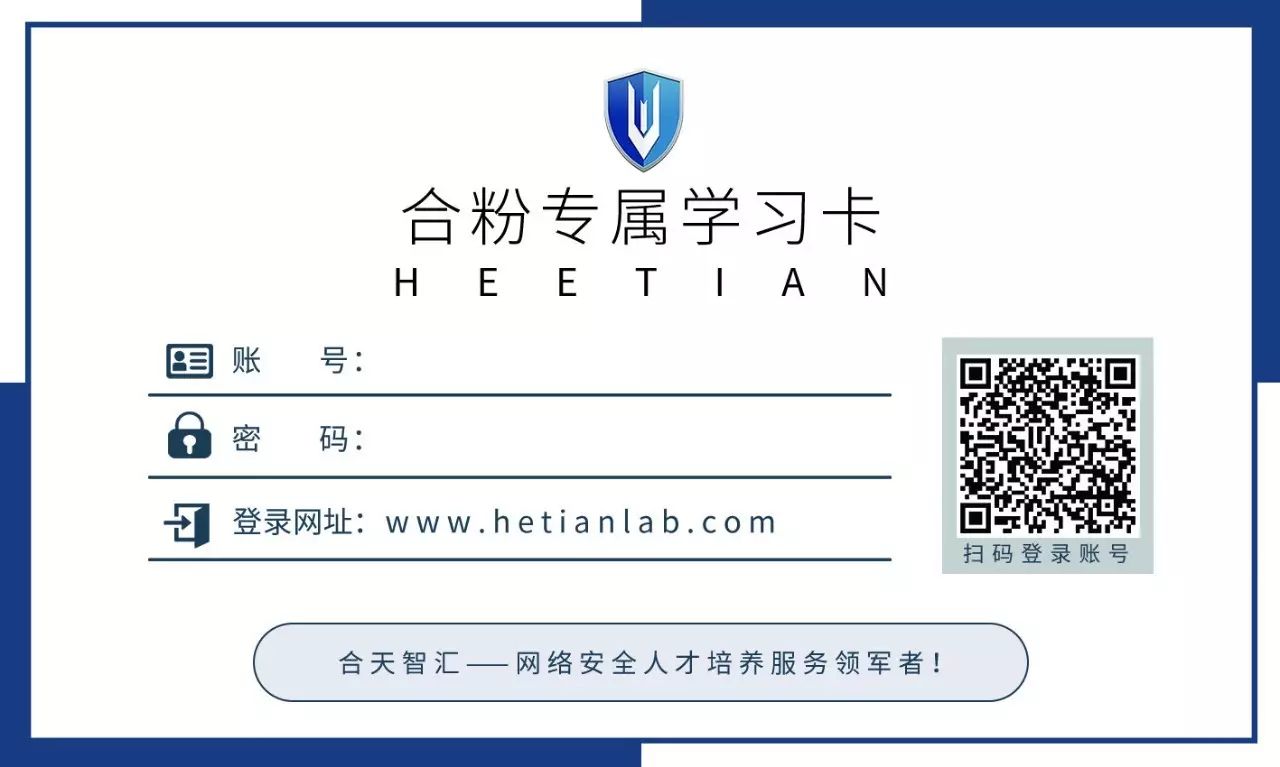 合粉专属学习卡
HEETIAN
账 号：
密 码：
登录网址：www.hetianlab.com
扫码登录账号
合天智汇——网络安全人才培养服务领军者！